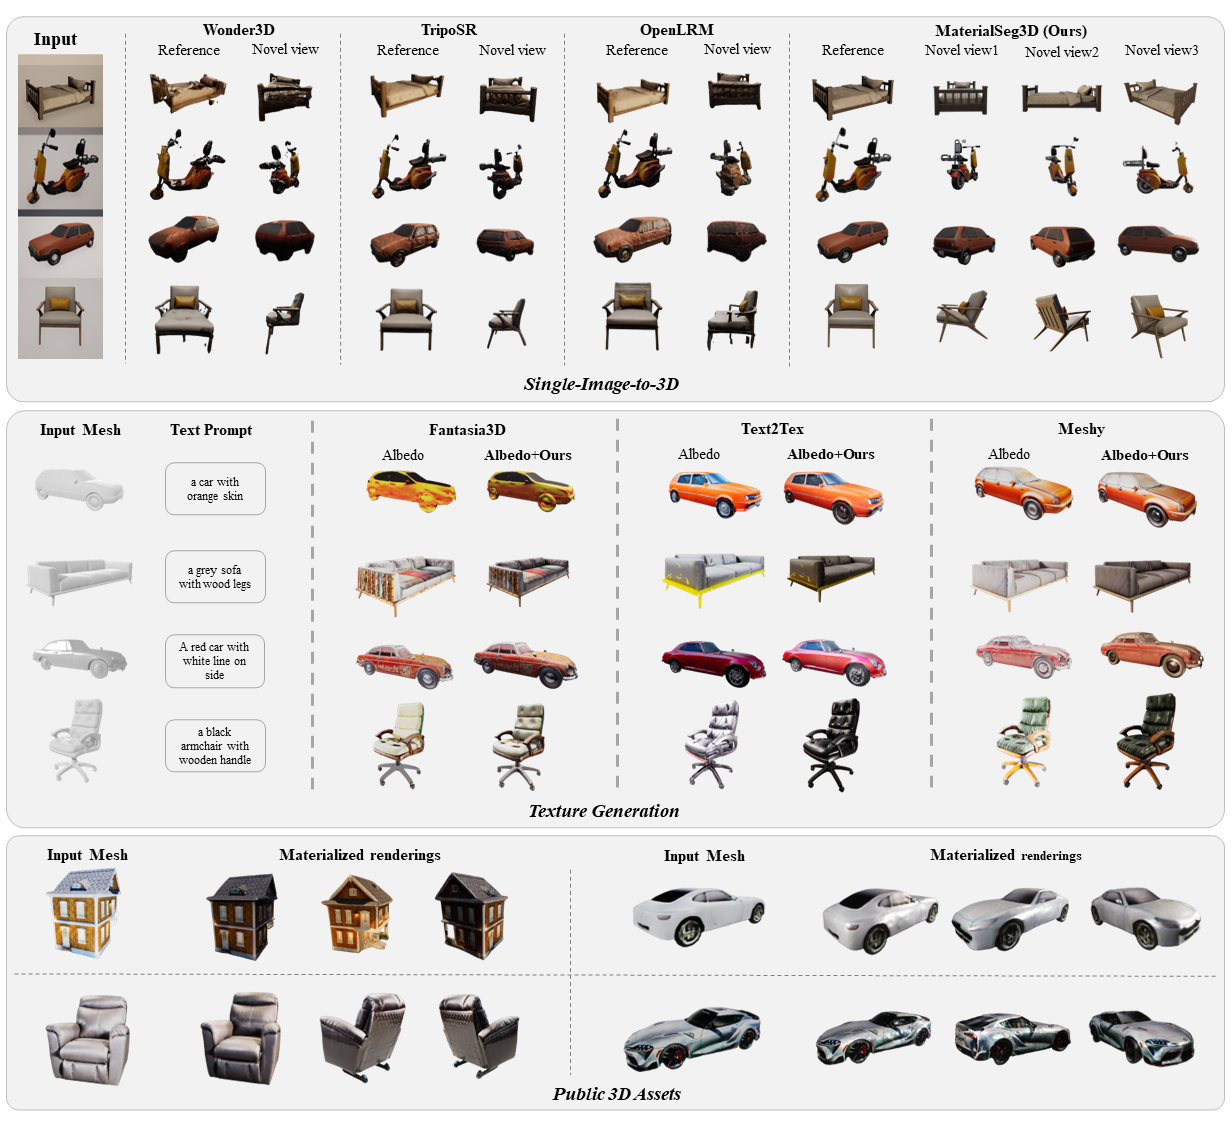 Input
Wonder3D
TripoSR
OpenLRM
MaterialSeg3D (Ours)
Reference
Novel view
Reference
Novel view
Reference
Novel view
Reference
Novel view1
Novel view2
Novel view3
Single-Image-to-3D
Input Mesh
Text Prompt
Fantasia3D
Text2Tex
Meshy
Albedo
Albedo+Ours
Albedo
Albedo+Ours
Albedo
Albedo+Ours
a car with
orange skin
a grey sofa
with wood legs
A red car with
white line on
side
a black
armchair with
wooden handle
Texture Generation
Input Mesh
Materialized renderings
Input Mesh
Materialized renderings
Public 3D Assets